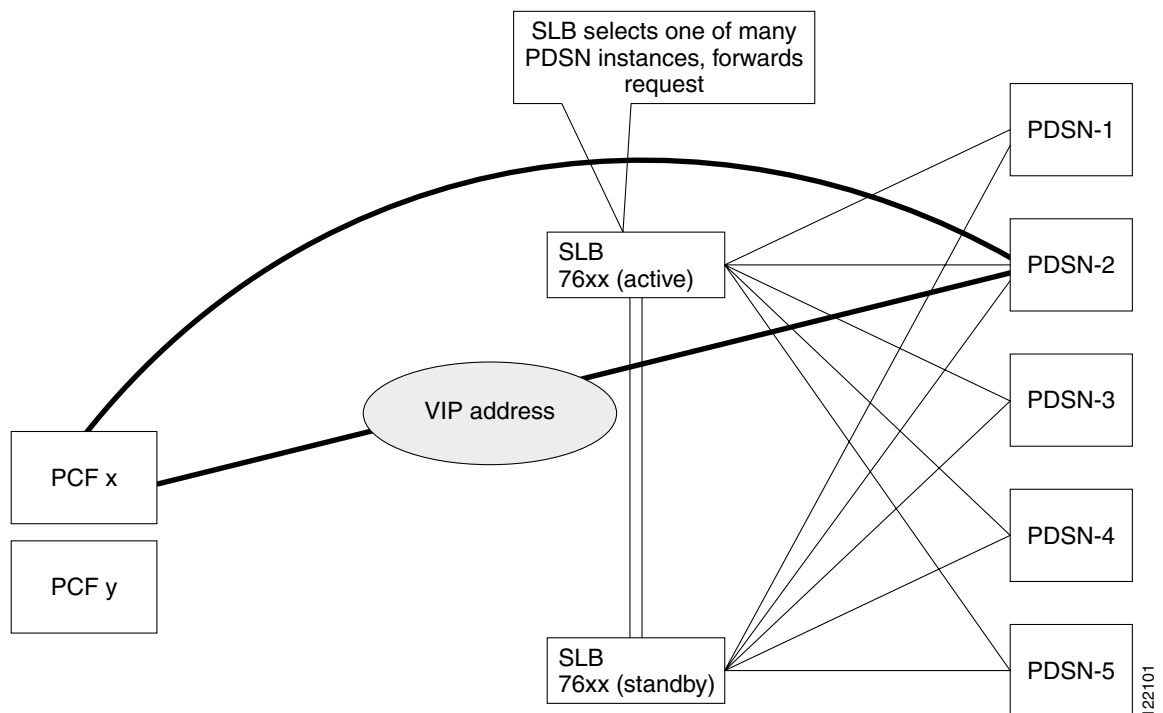 SLB selects one of many
PDSN instances, forwards
request
PDSN-1
SLB
76xx (active)
PDSN-2
VIP address
PDSN-3
PCF x
PCF y
PDSN-4
SLB
76xx (standby)
PDSN-5
122101